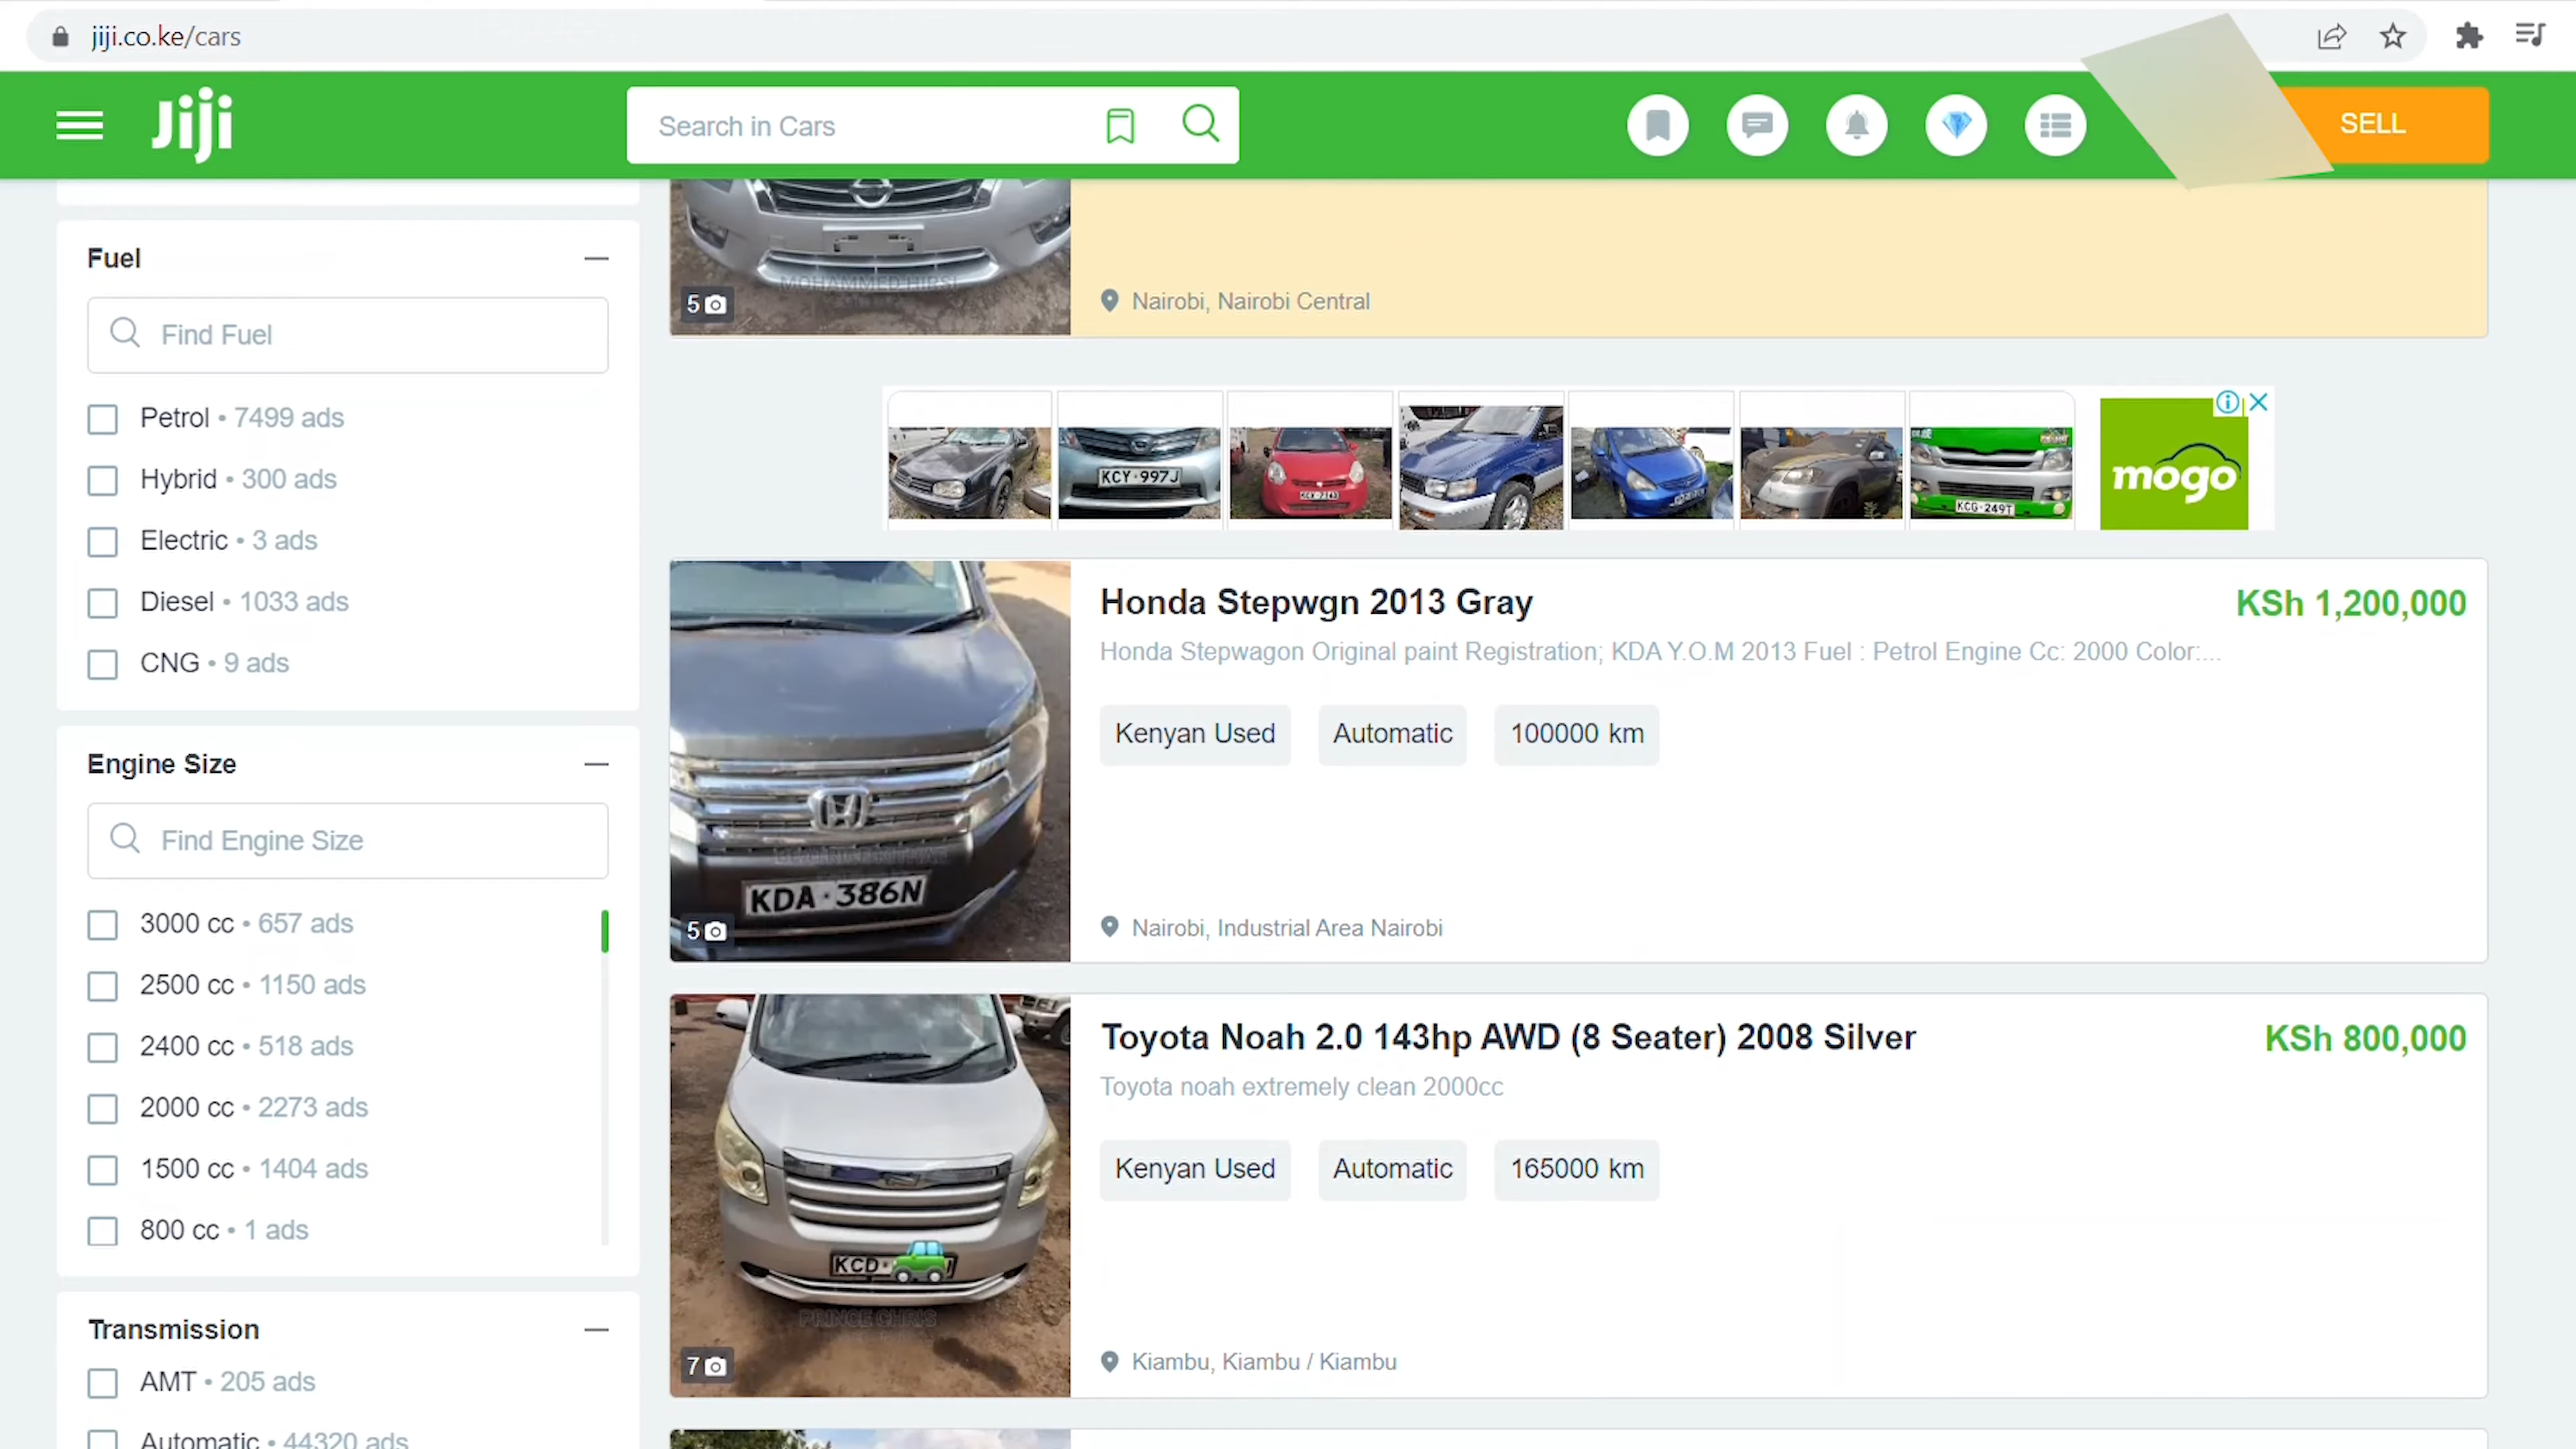 jiji.co.ke/cars
Jiji
Search in Cars
SELL
Fuel
Find Fuel
Petrol • 7499 ads
Hybrid • 300 ads
Electric • 3 ads
Diesel • 1033 ads
CNG • 9 ads
Engine Size
Find Engine Size
3000 cc • 657 ads
2500 cc • 1150 ads
2400 cc • 518 ads
2000 cc • 2273 ads
1500 cc • 1404 ads
800 cc • 1 ads
Transmission
AMT • 205 ads
Automatic • 44320 ads
MOHAMMED HIRSI
5
Nairobi, Nairobi Central
KCY 997J
KCG 249T
mogo
Honda Stepwgn 2013 Gray
KSh 1,200,000
Honda Stepwagon Original paint Registration; KDA Y.O.M 2013 Fuel : Petrol Engine Cc: 2000 Color:...
Kenyan Used
Automatic
100000 km
KDA·386N
5
Nairobi, Industrial Area Nairobi
Toyota Noah 2.0 143hp AWD (8 Seater) 2008 Silver
KSh 800,000
Toyota noah extremely clean 2000cc
Kenyan Used
Automatic
165000 km
KCD·
PRINCE CHRIS
7
Kiambu, Kiambu / Kiambu